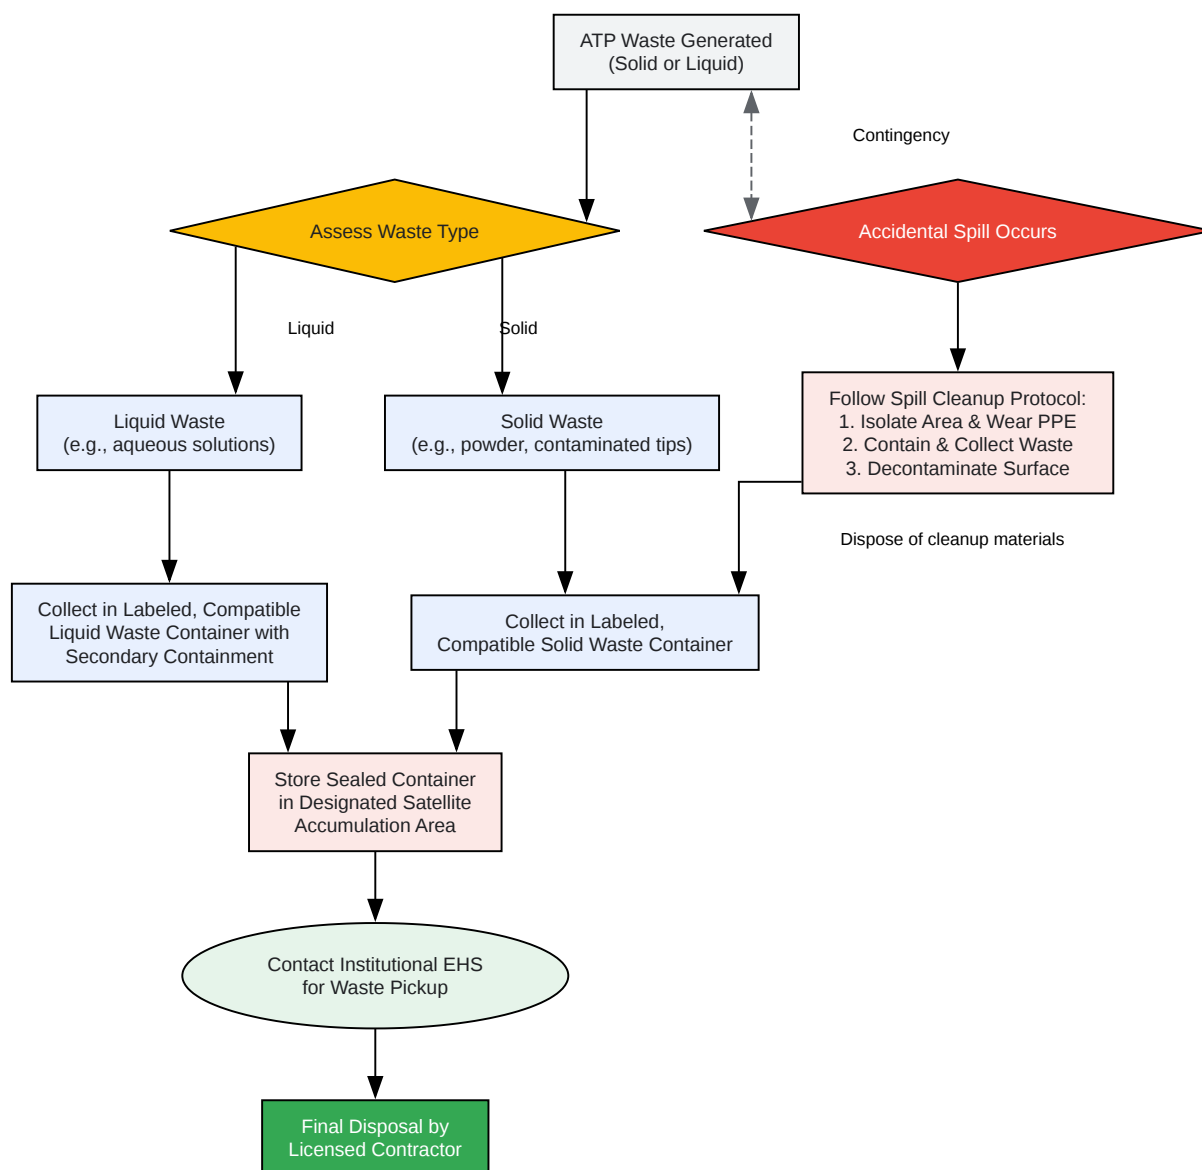 ATP Waste Generated
(Solid or Liquid)
Contingency
Assess Waste Type
Accidental Spill Occurs
Liquid
Solid
Liquid Waste
(e.g., aqueous solutions)
Solid Waste
(e.g., powder, contaminated tips)
Follow Spill Cleanup Protocol:
1. Isolate Area & Wear PPE
2. Contain & Collect Waste
3. Decontaminate Surface
Dispose of cleanup materials
Collect in Labeled, Compatible
Liquid Waste Container with
Secondary Containment
Collect in Labeled,
Compatible Solid Waste Container
Store Sealed Container
in Designated Satellite
Accumulation Area
Contact Institutional EHS
for Waste Pickup
Final Disposal by
Licensed Contractor